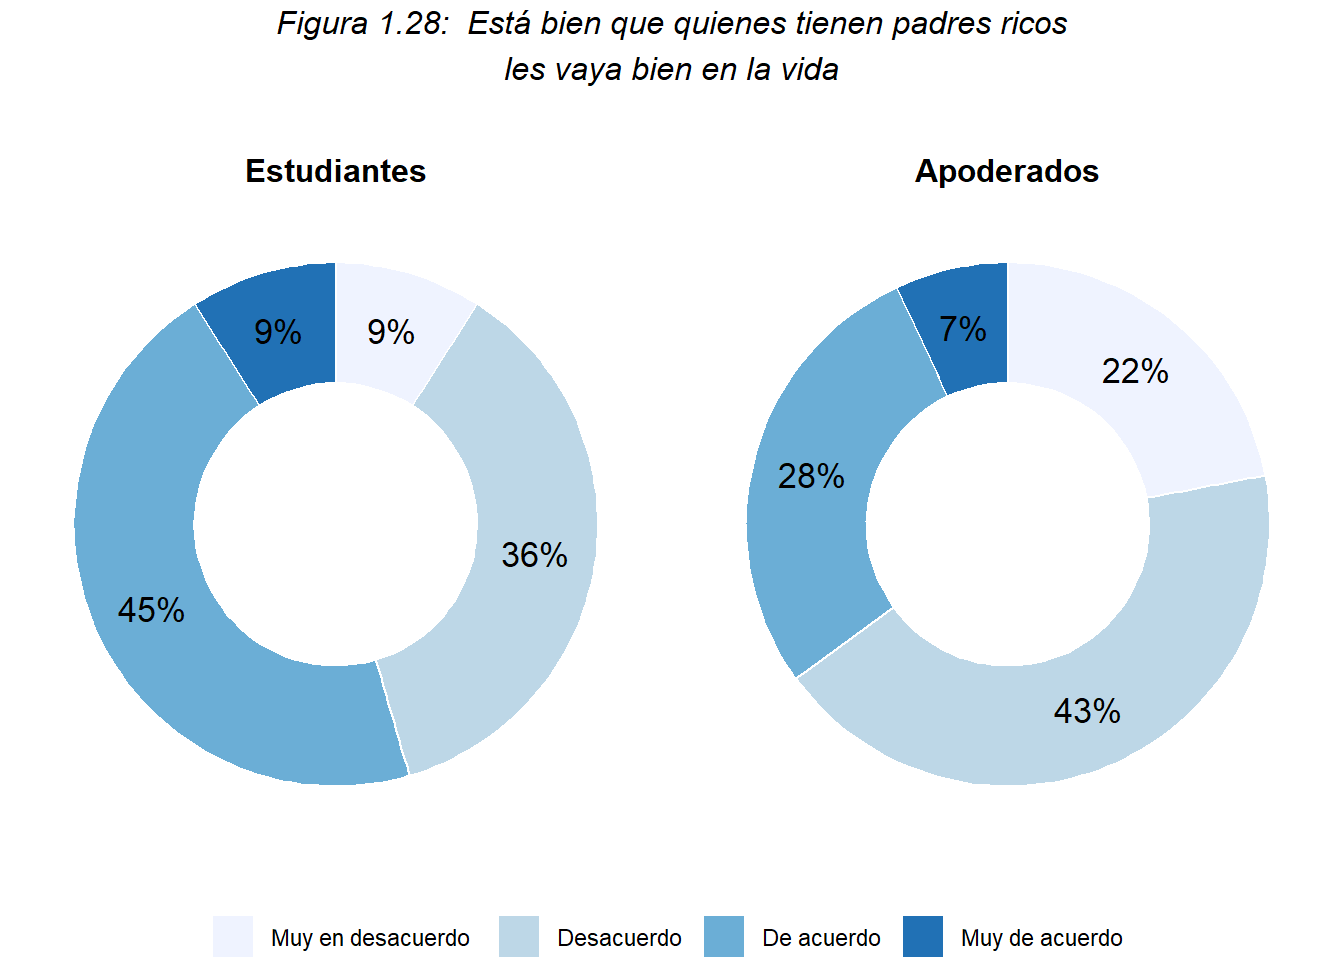 Figura 1.28:  Está bien que quienes tienen padres ricos
les vaya bien en la vida
Estudiantes
Apoderados
9%
9%
36%
45%
7%
22%
28%
43%
Muy en desacuerdo
Desacuerdo
De acuerdo
Muy de acuerdo